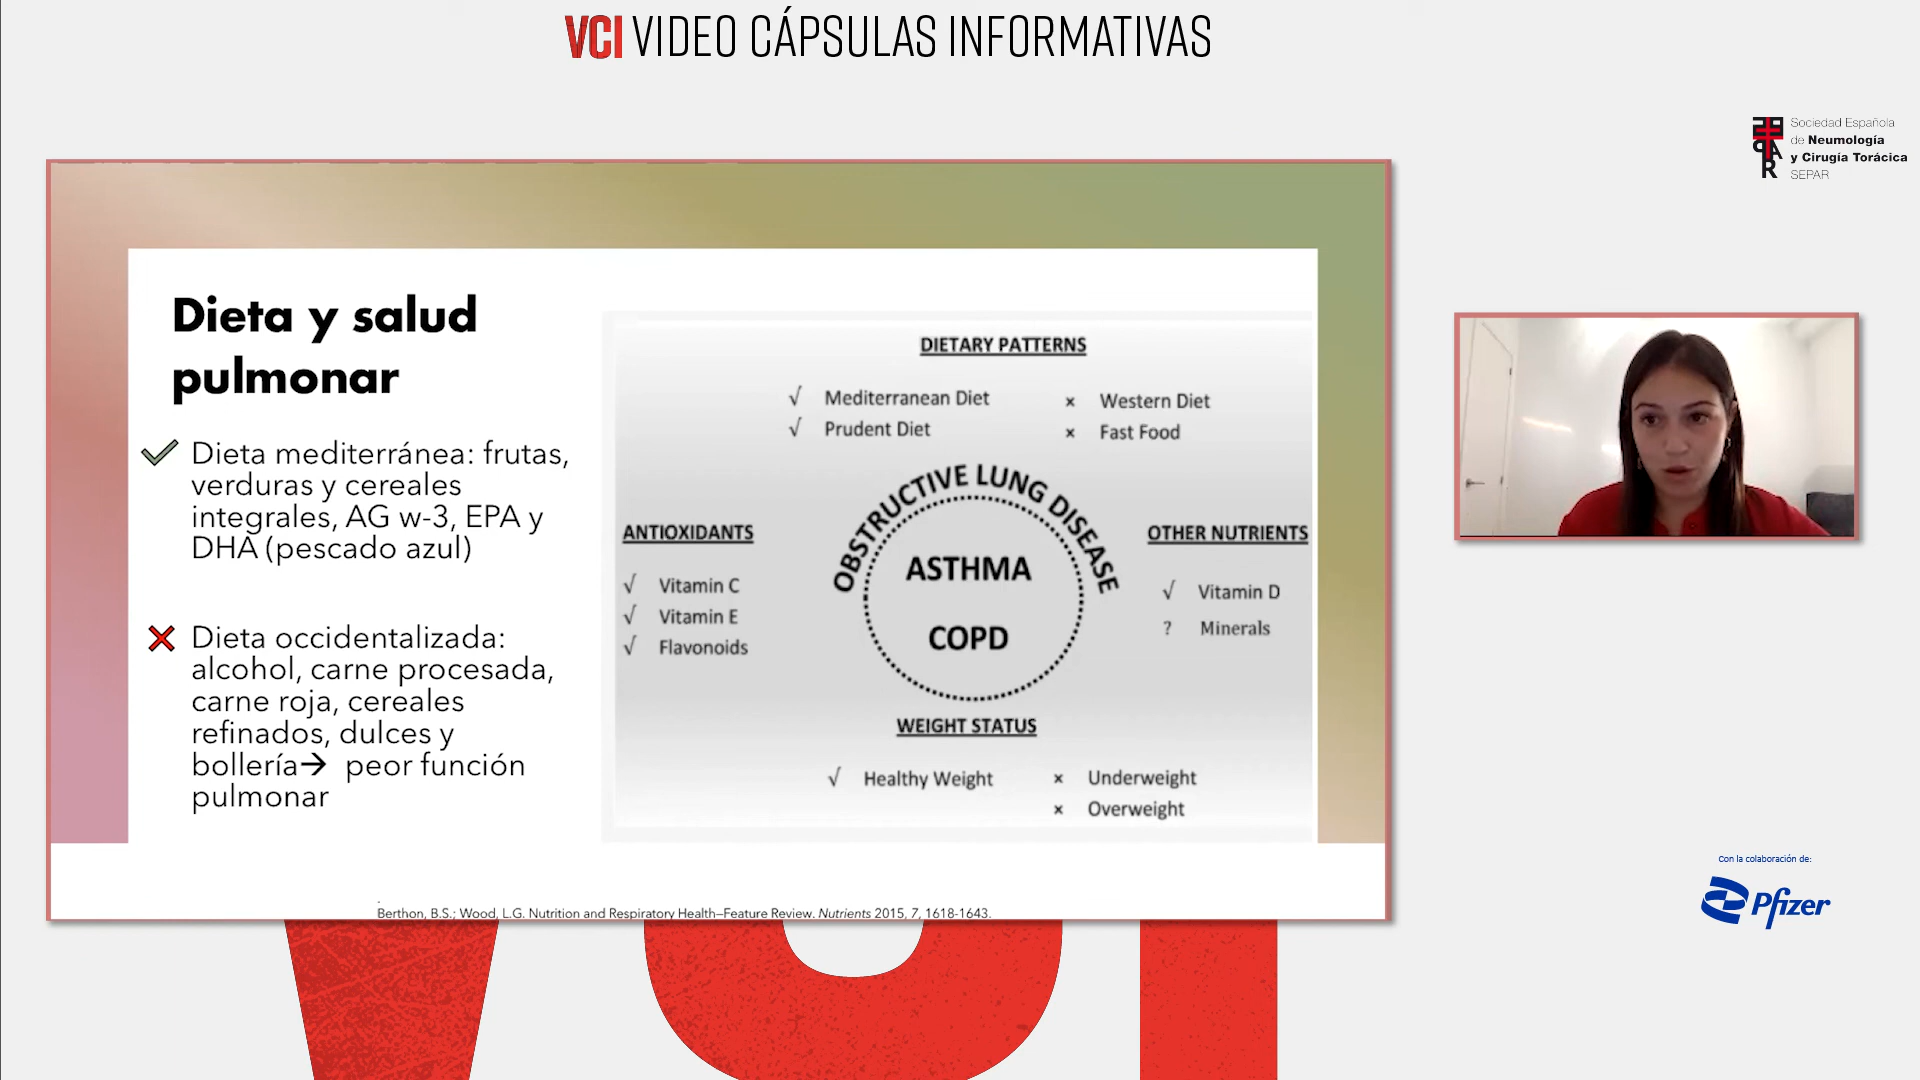 VCI VIDEO CÁPSULAS INFORMATIVAS
Sociedad Española
de Neumología
y Cirugía Torácica
SEPAR
Dieta y salud
pulmonar
Dieta mediterránea: frutas,
verduras y cereales
integrales, AG w-3, EPA y
DHA (pescado azul)
Dieta occidentalizada:
alcohol, carne procesada,
carne roja, cereales
refinados, dulces y
bollería→ peor función
pulmonar
DIETARY PATTERNS
√ Mediterranean Diet
√ Prudent Diet
× Western Diet
× Fast Food
OBSTRUCTIVE LUNG DISEASE
ASTHMA
COPD
ANTIOXIDANTS
√ Vitamin C
√ Vitamin E
√ Flavonoids
OTHER NUTRIENTS
√ Vitamin D
? Minerals
WEIGHT STATUS
√ Healthy Weight
× Underweight
× Overweight
Berthon, B.S.; Wood, L.G. Nutrition and Respiratory Health—Feature Review. Nutrients 2015, 7, 1618-1643.
Con la colaboración de:
Pfizer
VCI